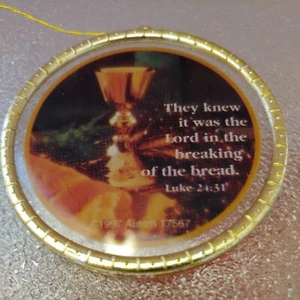 They knew
it was the
Lord in the
breaking
of the bread.
Luke 24:31